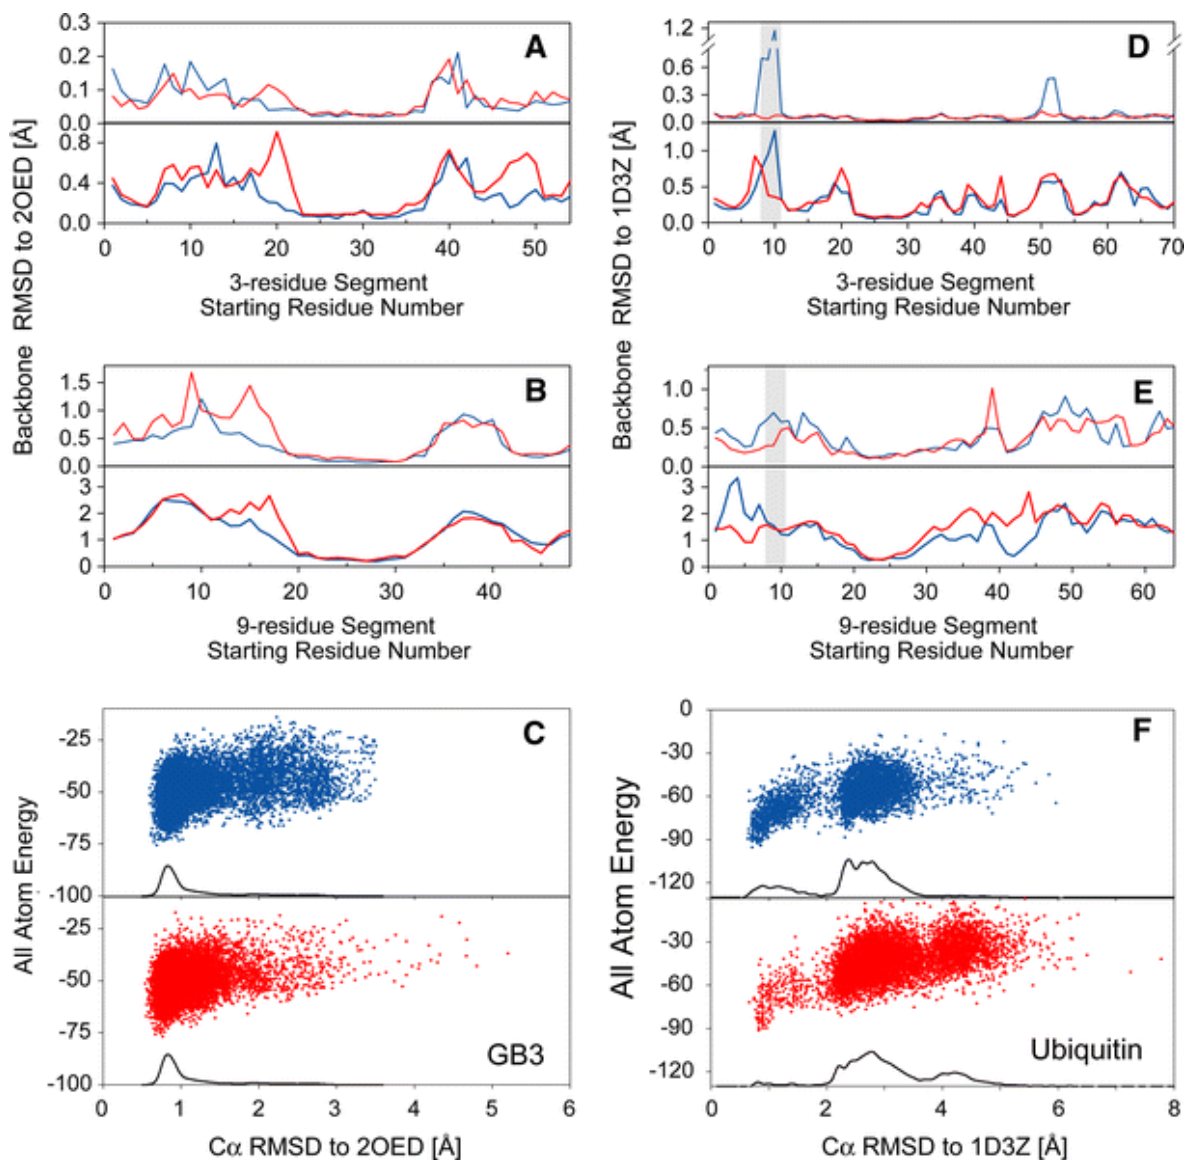 A
0.3
0.2
0.1
0.0
0.8
0.4
0.0
0 10 20 30 40 50
3-residue Segment
Starting Residue Number
Backbone RMSD to 2OED [Å]
B
1.5
1.0
0.5
0.0
3
2
1
0
0 10 20 30 40
9-residue Segment
Starting Residue Number
C
-25
-50
-75
-100
-25
-50
-75
-100
GB3
0 1 2 3 4 5 6
All Atom Energy
Cα RMSD to 2OED [Å]
D
1.2
0.6
0.3
0.0
1.0
0.5
0.0
0 10 20 30 40 50 60 70
3-residue Segment
Starting Residue Number
Backbone RMSD to 1D3Z [Å]
E
1.0
0.5
0.0
3
2
1
0
0 10 20 30 40 50 60
9-residue Segment
Starting Residue Number
F
0
-30
-60
-90
-120
-30
-60
-90
-120
Ubiquitin
0 2 4 6 8
All Atom Energy
Cα RMSD to 1D3Z [Å]